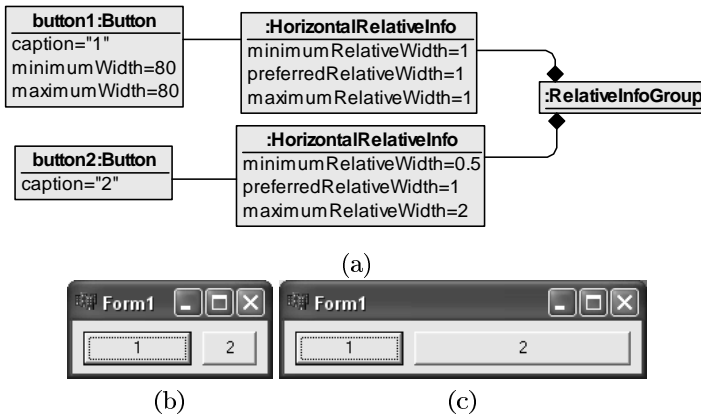 button1:Button
caption="1"
minimumWidth=80
maximumWidth=80
:HorizontalRelativeInfo
minimumRelativeWidth=1
preferredRelativeWidth=1
maximumRelativeWidth=1
:RelativeInfoGroup
button2:Button
caption="2"
:HorizontalRelativeInfo
minimumRelativeWidth=0.5
preferredRelativeWidth=1
maximumRelativeWidth=2
(a)
Form1
1 2
(b)
Form1
1 2
(c)